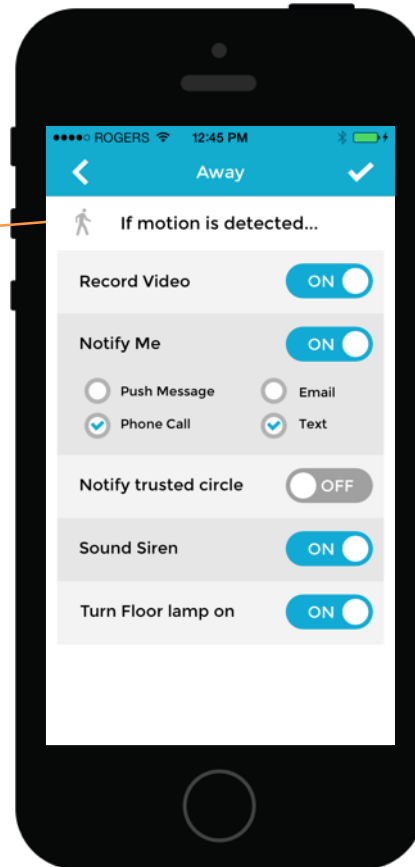 ROGERS 12:45 PM
Away
If motion is detected...
Record Video ON
Notify Me ON
Push Message Email
Phone Call Text
Notify trusted circle OFF
Sound Siren ON
Turn Floor lamp on ON